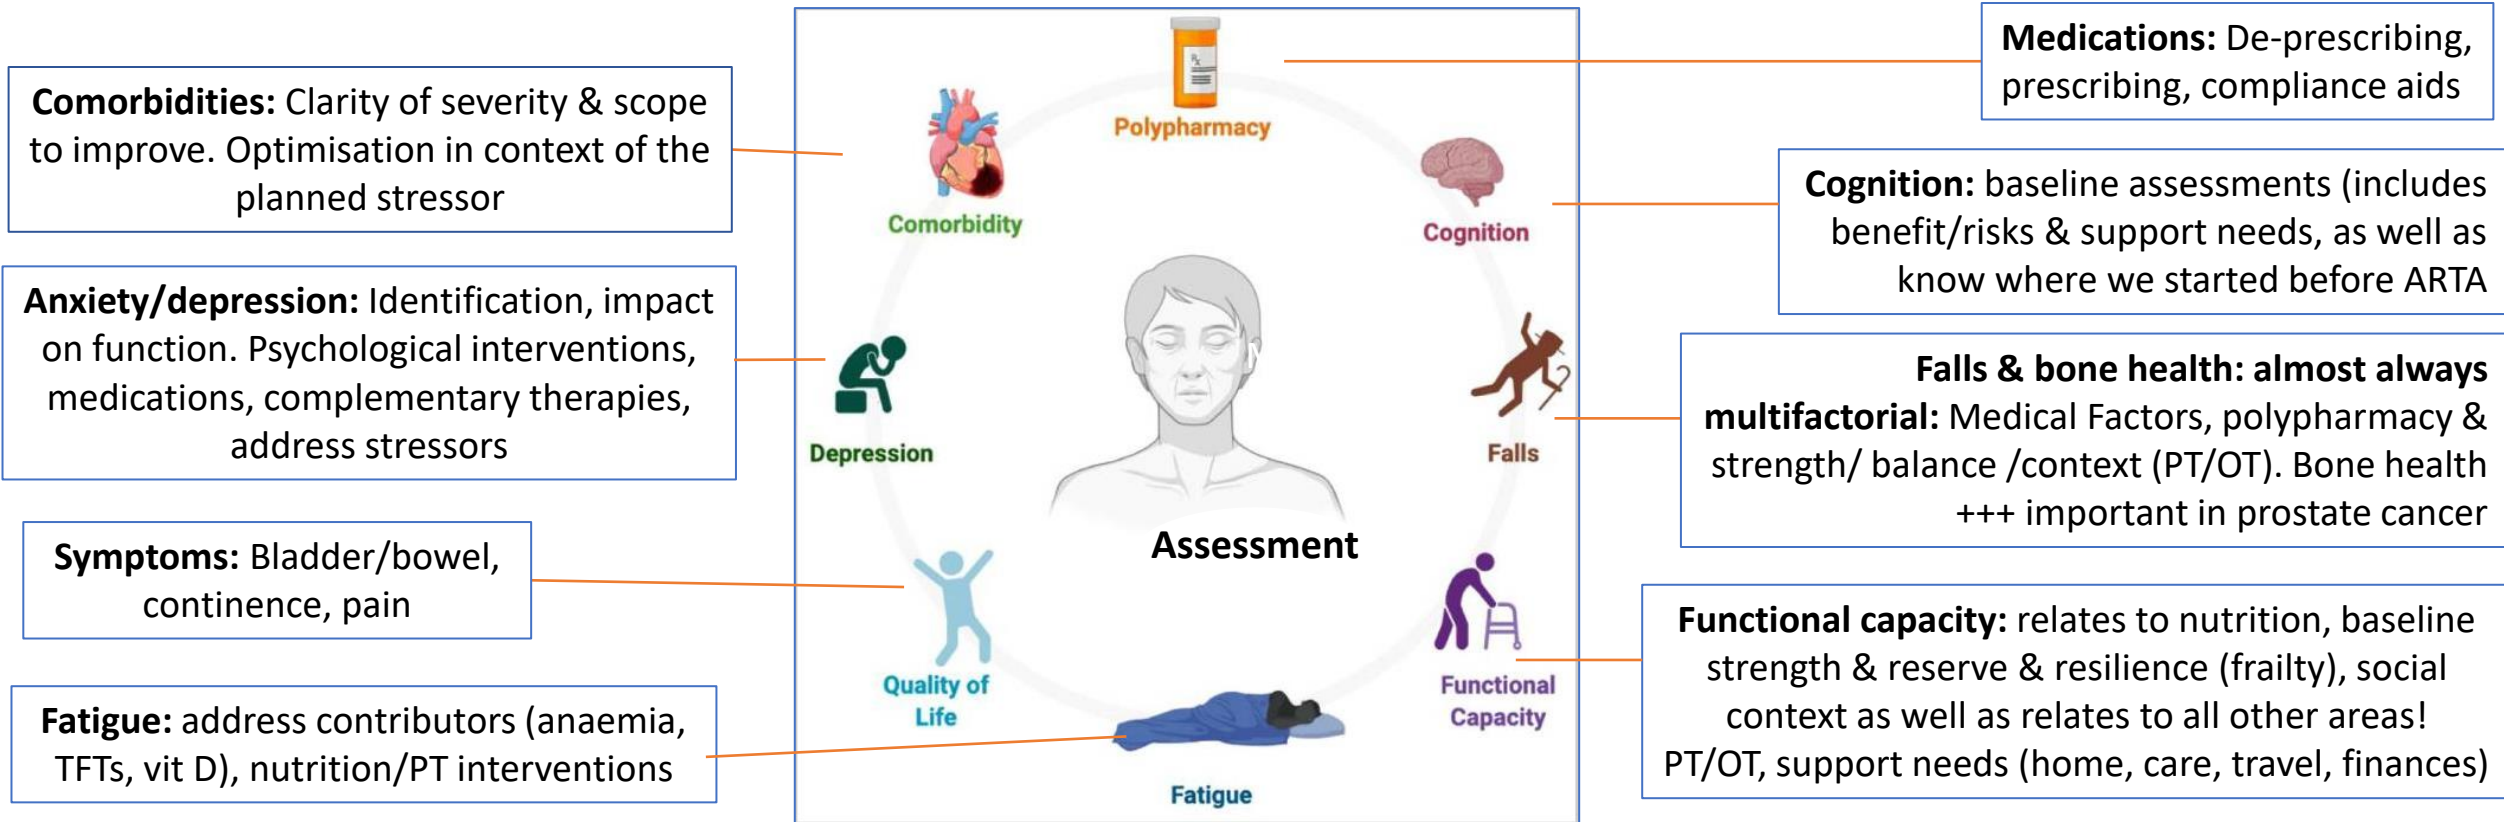 Comorbidities: Clarity of severity & scope
to improve. Optimisation in context of the
planned stressor
Anxiety/depression: Identification, impact
on function. Psychological interventions,
medications, complementary therapies,
address stressors
Symptoms: Bladder/bowel,
continence, pain
Fatigue: address contributors (anaemia,
TFTs, vit D), nutrition/PT interventions
Rx
Polypharmacy
Comorbidity
Cognition
Depression
Falls
Assessment
Quality of
Life
Functional
Capacity
Fatigue
Medications: De-prescribing,
prescribing, compliance aids
Cognition: baseline assessments (includes
benefit/risks & support needs, as well as
know where we started before ARTA
Falls & bone health: almost always
multifactorial: Medical Factors, polypharmacy &
strength/ balance /context (PT/OT). Bone health
+++ important in prostate cancer
Functional capacity: relates to nutrition, baseline
strength & reserve & resilience (frailty), social
context as well as relates to all other areas!
PT/OT, support needs (home, care, travel, finances)